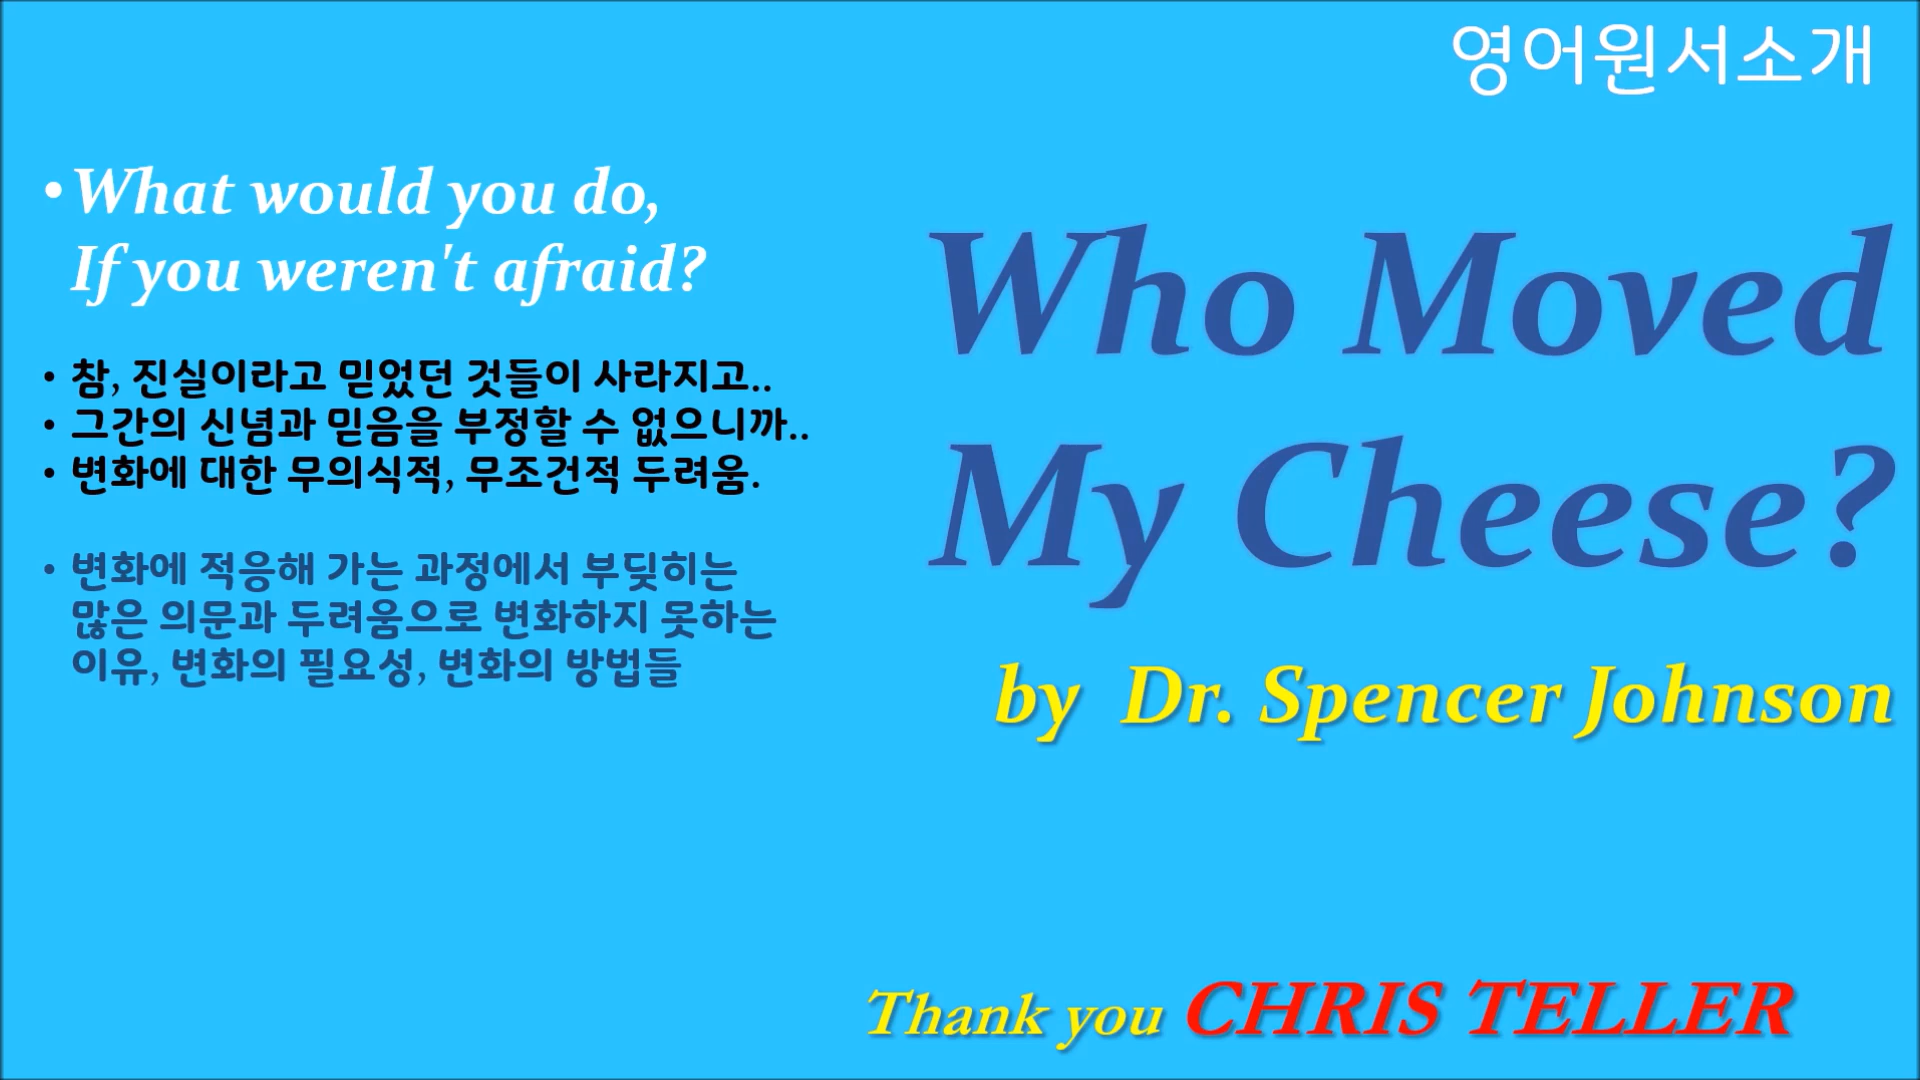 영어원서소개
• What would you do,
If you weren't afraid?
• 참, 진실이라고 믿었던 것들이 사라지고..
• 그간의 신념과 믿음을 부정할 수 없으니까..
• 변화에 대한 무의식적, 무조건적 두려움.
• 변화에 적응해 가는 과정에서 부딪히는
많은 의문과 두려움으로 변화하지 못하는
이유, 변화의 필요성, 변화의 방법들
Who Moved
My Cheese?
by Dr. Spencer Johnson
Thank you CHRIS TELLER